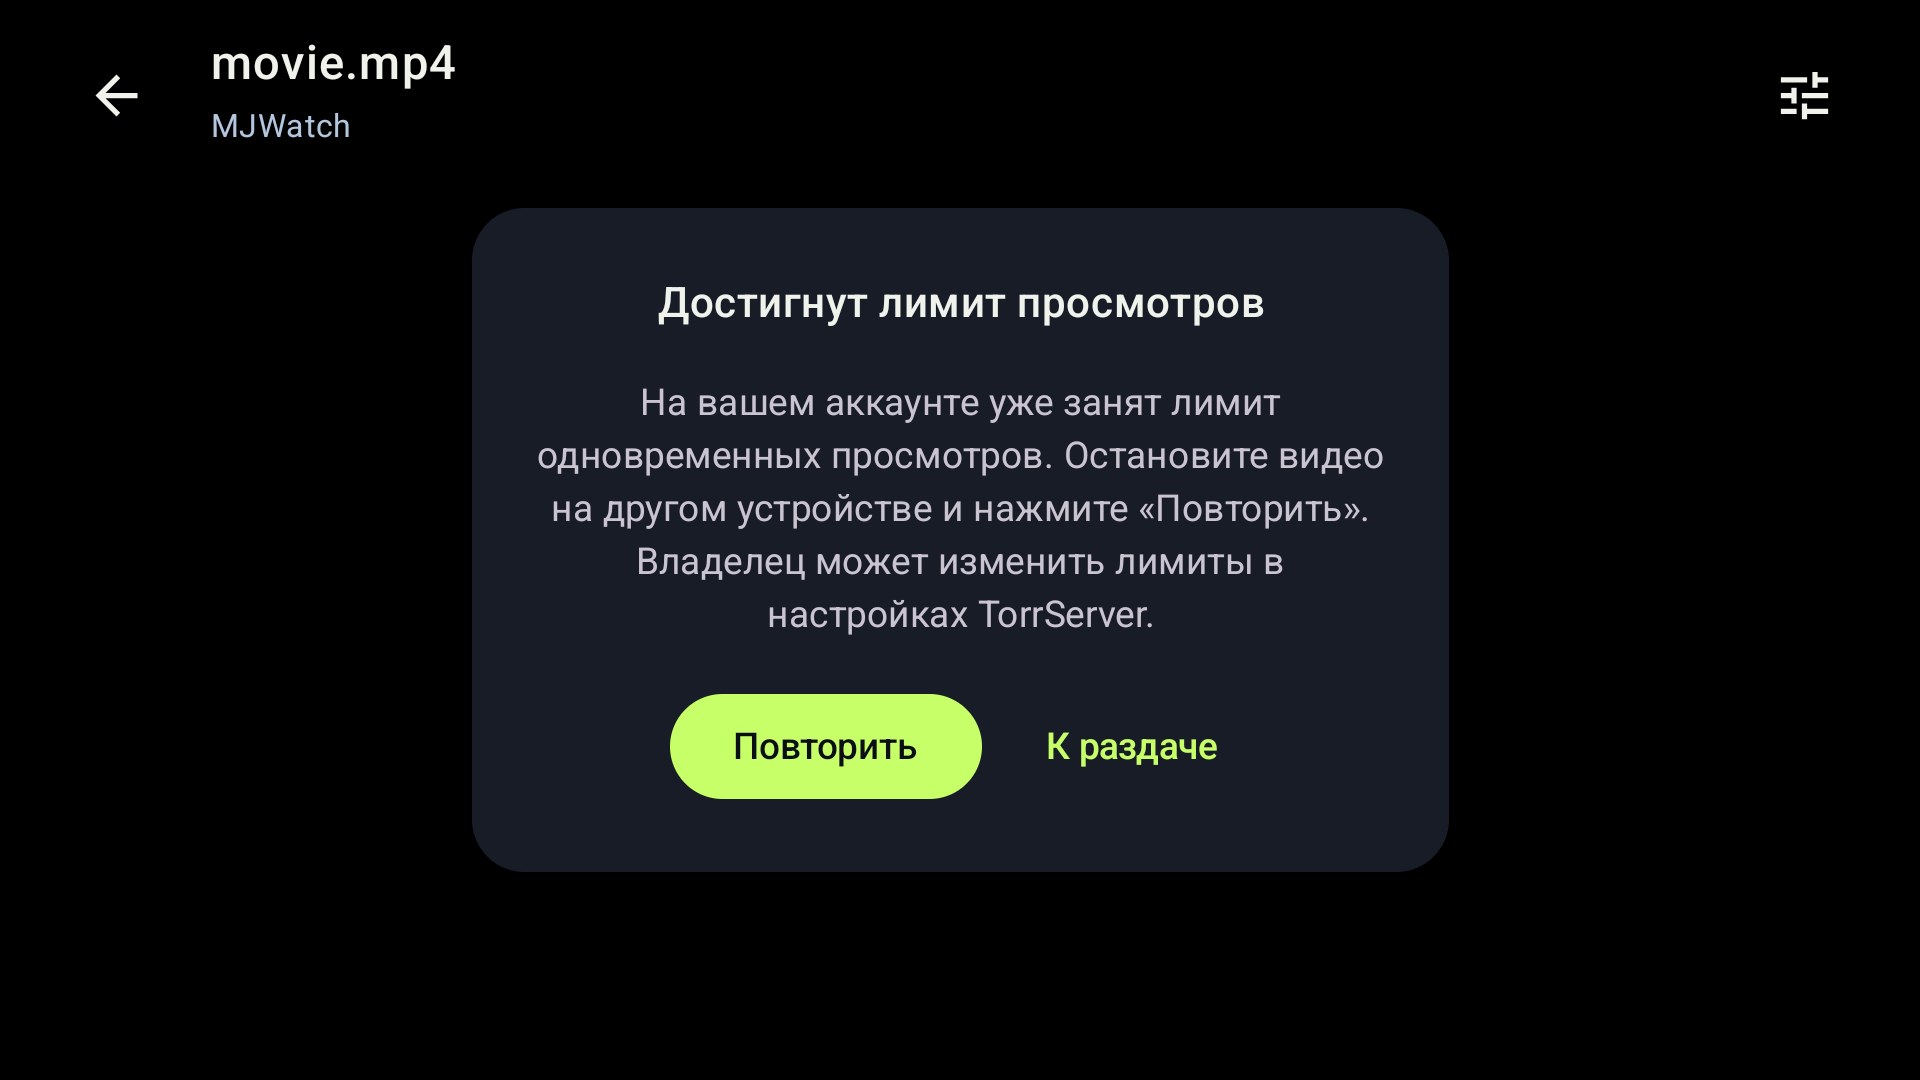 movie.mp4
MJWatch
Достигнут лимит просмотров
На вашем аккаунте уже занят лимит
одновременных просмотров. Остановите видео
на другом устройстве и нажмите «Повторить».
Владелец может изменить лимиты в
настройках TorrServer.
Повторить
К раздаче